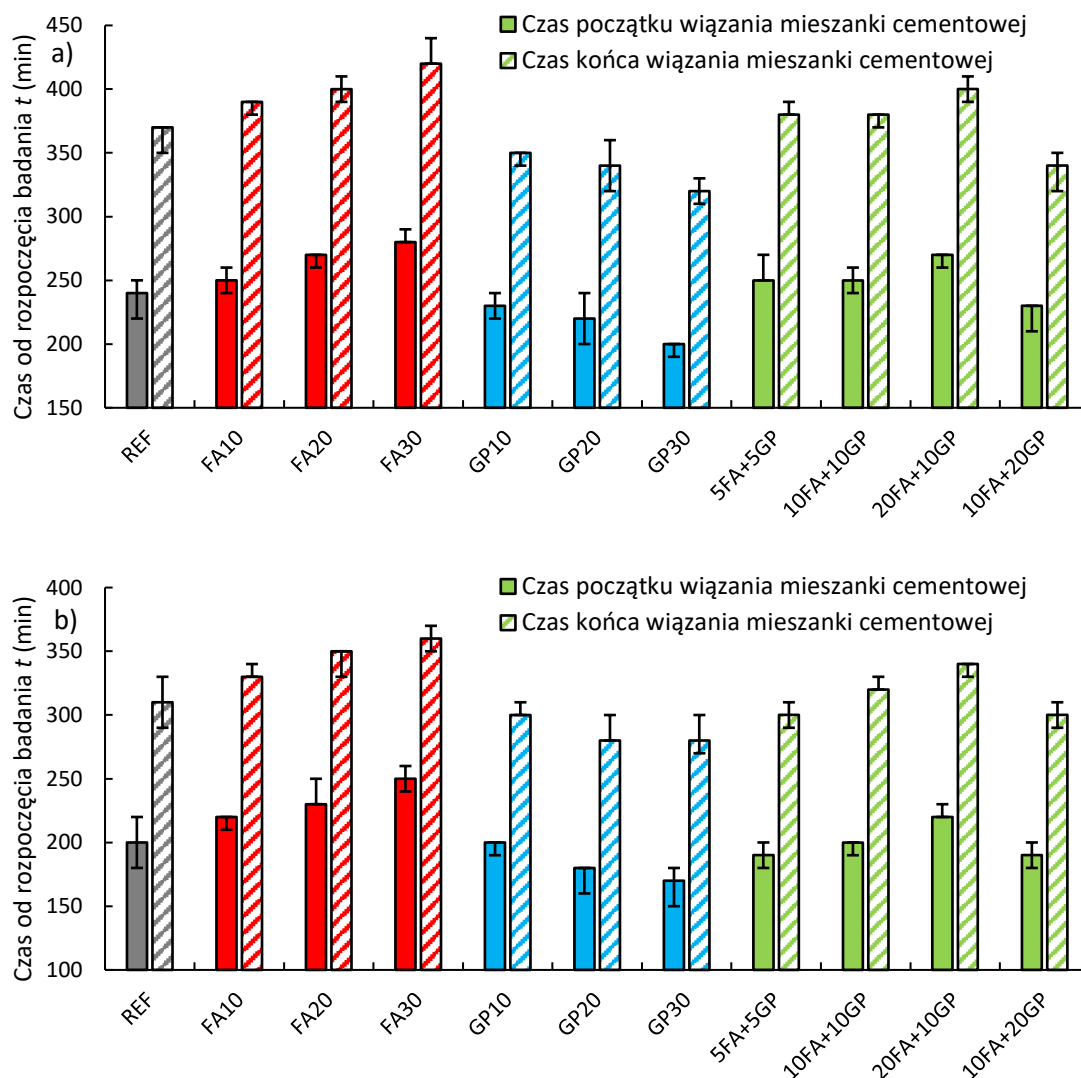 a)
Czas początku wiązania mieszanki cementowej
Czas końca wiązania mieszanki cementowej
Czas od rozpoczęcia badania t (min)
450
400
350
300
250
200
150
REF
FA10
FA20
FA30
GP10
GP20
GP30
5FA+5GP
10FA+10GP
20FA+10GP
10FA+20GP
b)
Czas początku wiązania mieszanki cementowej
Czas końca wiązania mieszanki cementowej
Czas od rozpoczęcia badania t (min)
400
350
300
250
200
150
100
REF
FA10
FA20
FA30
GP10
GP20
GP30
5FA+5GP
10FA+10GP
20FA+10GP
10FA+20GP